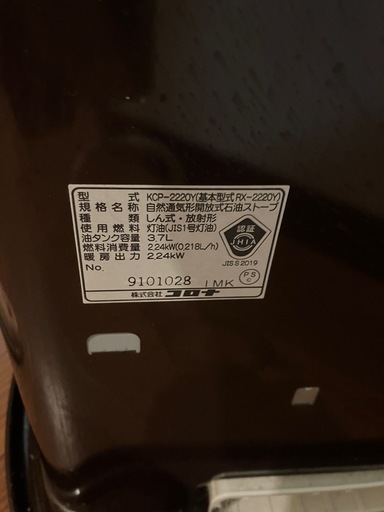 型式 KCP-2220Y(基本型式 RX-2220Y)
規格名称 自然通気形開放式石油ストーブ
種類 しん式・放射形
使用燃料 灯油(JIS1号灯油)
油タンク容量 3.7L
燃料消費量 2.24kW(0.218L/h)
暖房出力 2.24kW
No. 9101028 IMK
株式会社 コロナ
認証
JHIA
JIS S 2019
PS
C